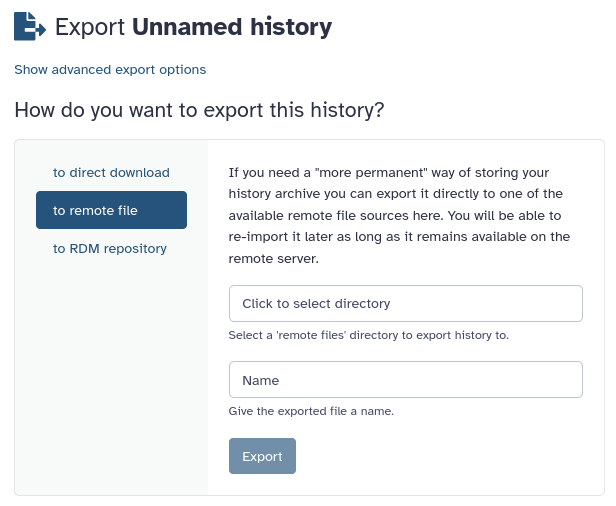 Export Unnamed history
Show advanced export options
How do you want to export this history?
to direct download
to remote file
to RDM repository
If you need a "more permanent" way of storing your
history archive you can export it directly to one of the
available remote file sources here. You will be able to
re-import it later as long as it remains available on the
remote server.
Click to select directory
Select a 'remote files' directory to export history to.
Name
Give the exported file a name.
Export